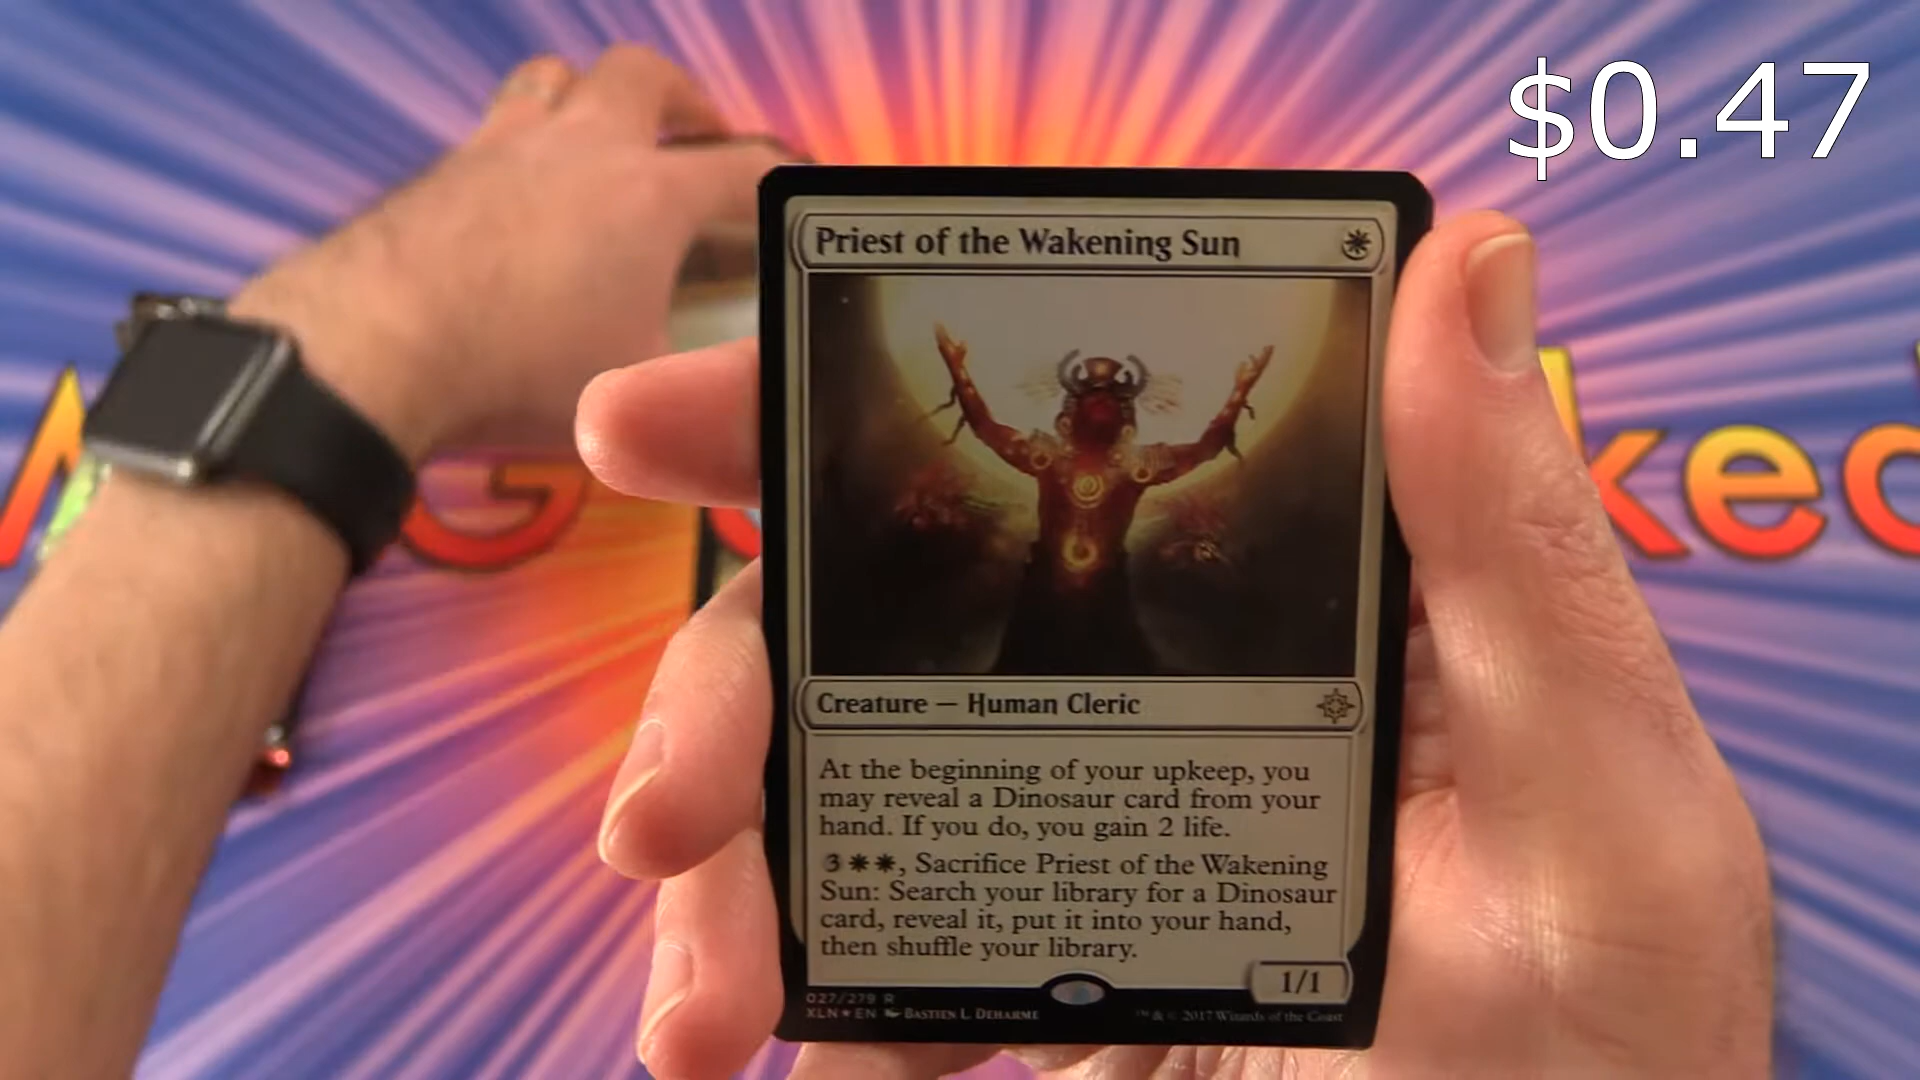 $0.47
Priest of the Wakening Sun
Creature — Human Cleric
At the beginning of your upkeep, you
may reveal a Dinosaur card from your
hand. If you do, you gain 2 life.
3, Sacrifice Priest of the Wakening
Sun: Search your library for a Dinosaur
card, reveal it, put it into your hand,
then shuffle your library.
1/1
027/279 R
XLN★EN Bastien L. Deharme
™ & © 2017 Wizards of the Coast
G
ked